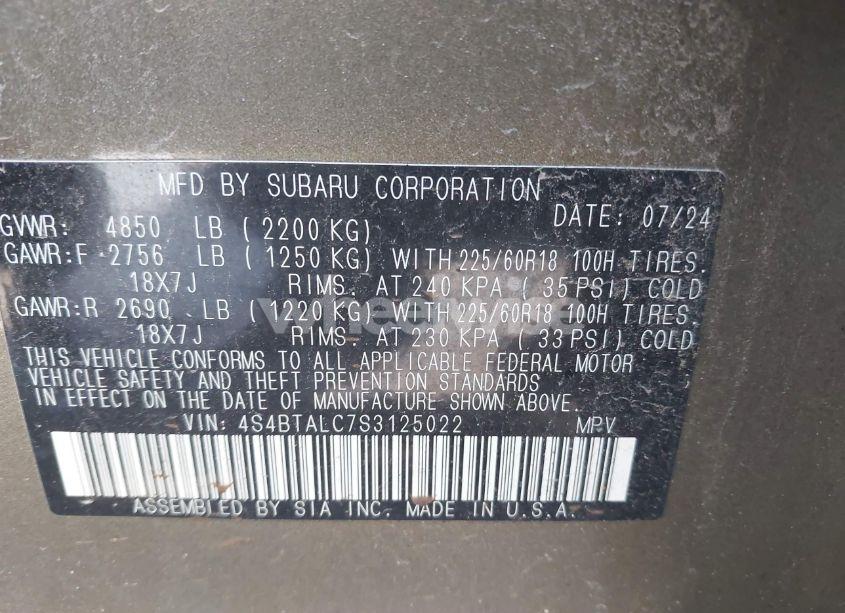 MFD BY SUBARU CORPORATION
DATE: 07/24
GVWR: 4850 LB ( 2200 KG)
GAWR:F 2756 LB ( 1250 KG) WITH 225/60R18 100H TIRES.
18X7J RIMS. AT 240 KPA ( 35 PSI) COLD
GAWR:R 2690 LB ( 1220 KG) WITH 225/60R18 100H TIRES.
18X7J RIMS. AT 230 KPA ( 33 PSI) COLD
THIS VEHICLE CONFORMS TO ALL APPLICABLE FEDERAL MOTOR
VEHICLE SAFETY AND THEFT PREVENTION STANDARDS
IN EFFECT ON THE DATE OF MANUFACTURE SHOWN ABOVE.
VIN: 4S4BTALC7S3125022 MPV
ASSEMBLED BY SIA INC. MADE IN U.S.A.